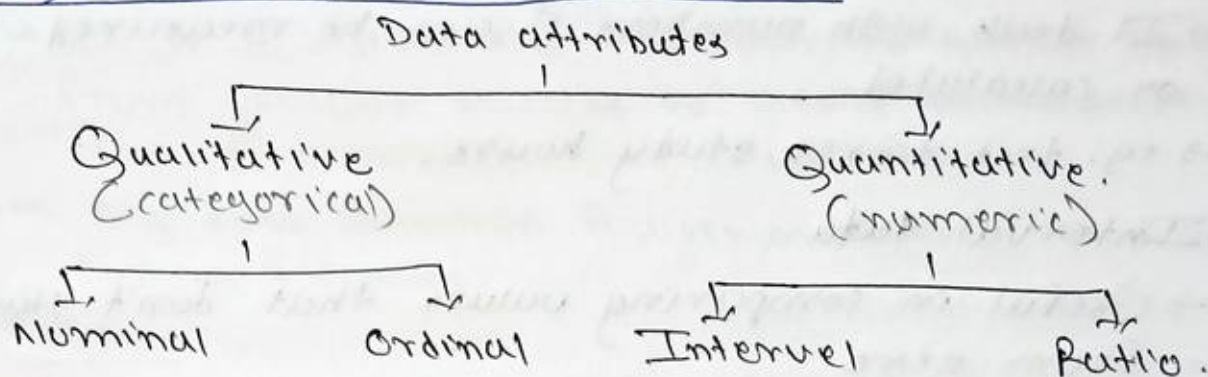 Data attributes
Qualitative Quantitative.
(categorical) (numeric)
Nominal Ordinal Intervel Ratio.